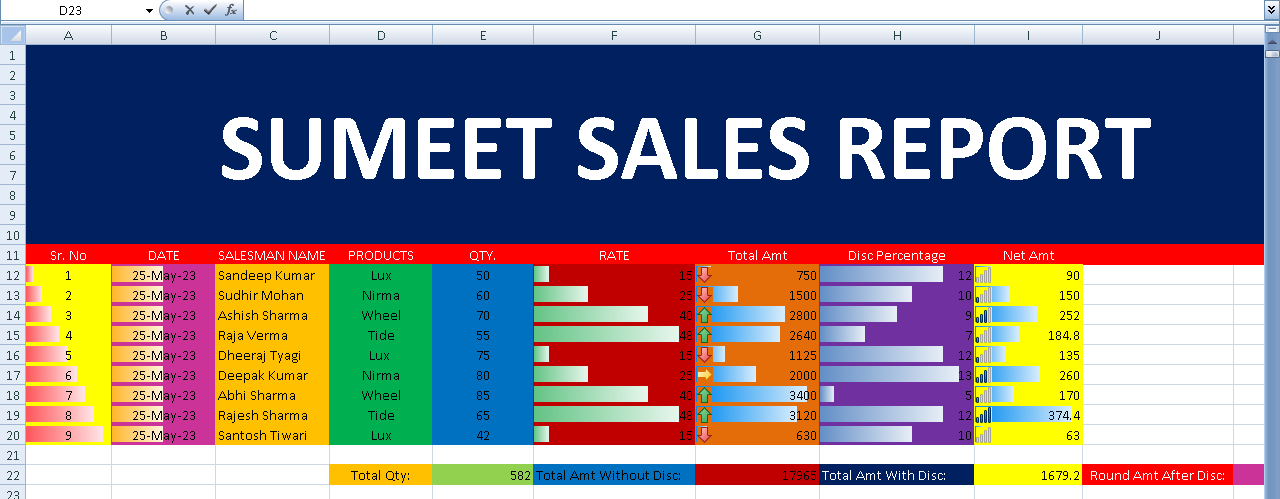 D23
A B C D E F G H I J
1
2
3
4
5
6
7
8
9
10
SUMEET SALES REPORT
11 Sr. No DATE SALESMAN NAME PRODUCTS QTY. RATE Total Amt Disc Percentage Net Amt
12 1 25-May-23 Sandeep Kumar Lux 50 15 750 12 90
13 2 25-May-23 Sudhir Mohan Nirma 60 25 1500 10 150
14 3 25-May-23 Ashish Sharma Wheel 70 40 2800 9 252
15 4 25-May-23 Raja Verma Tide 55 48 2640 7 184.8
16 5 25-May-23 Dheeraj Tyagi Lux 75 15 1125 12 135
17 6 25-May-23 Deepak Kumar Nirma 80 25 2000 13 260
18 7 25-May-23 Abhi Sharma Wheel 85 40 3400 5 170
19 8 25-May-23 Rajesh Sharma Tide 65 48 3120 12 374.4
20 9 25-May-23 Santosh Tiwari Lux 42 15 630 10 63
21
22 Total Qty: 582 Total Amt Without Disc: 17965 Total Amt With Disc: 1679.2 Round Amt After Disc:
23